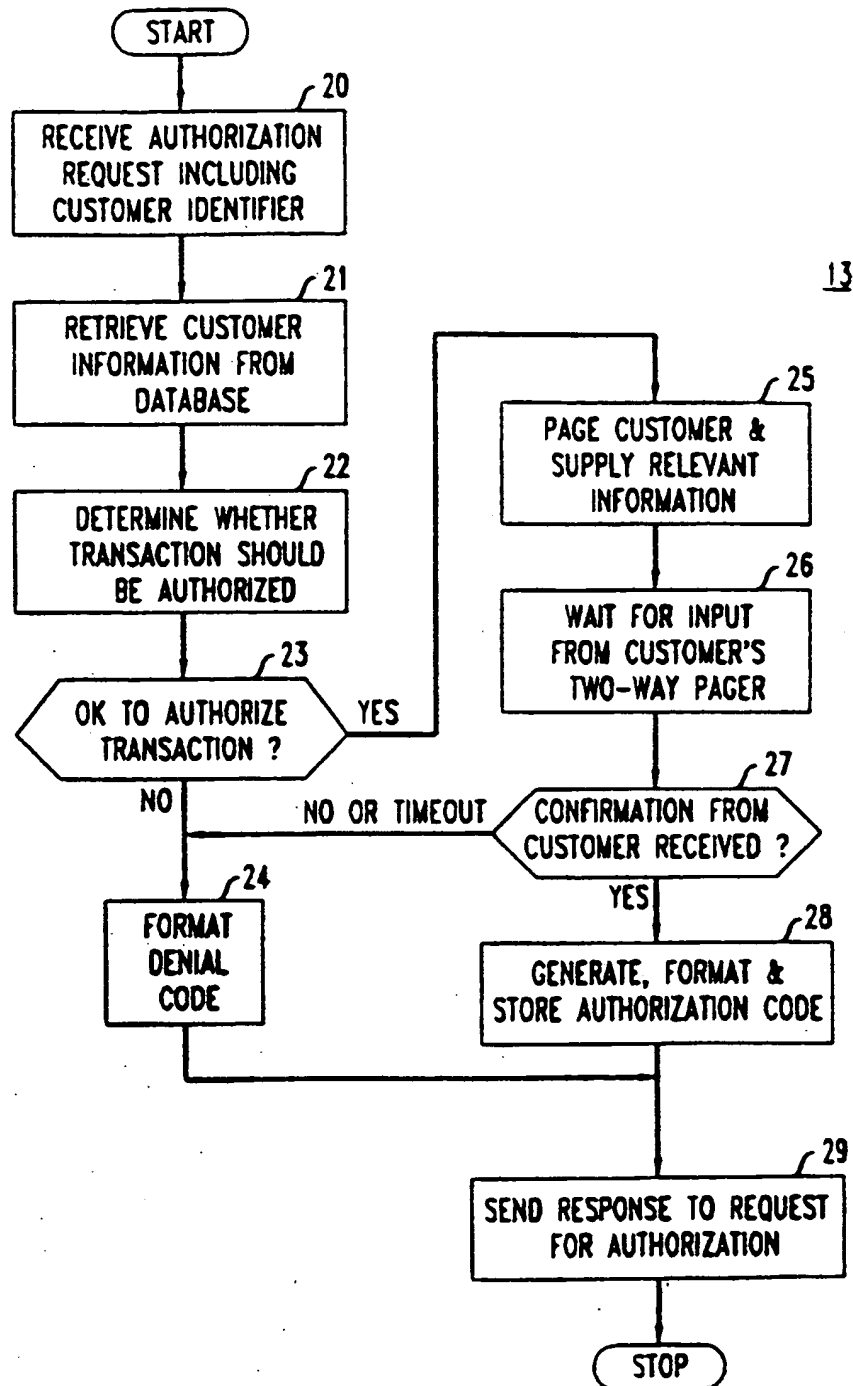 START
20
RECEIVE AUTHORIZATION
REQUEST INCLUDING
CUSTOMER IDENTIFIER
21
RETRIEVE CUSTOMER
INFORMATION FROM
DATABASE
22
DETERMINE WHETHER
TRANSACTION SHOULD
BE AUTHORIZED
23
OK TO AUTHORIZE
TRANSACTION ?
YES
NO
24
FORMAT
DENIAL
CODE
13
25
PAGE CUSTOMER &
SUPPLY RELEVANT
INFORMATION
26
WAIT FOR INPUT
FROM CUSTOMER'S
TWO-WAY PAGER
27
CONFIRMATION FROM
CUSTOMER RECEIVED ?
NO OR TIMEOUT
YES
28
GENERATE, FORMAT &
STORE AUTHORIZATION CODE
29
SEND RESPONSE TO REQUEST
FOR AUTHORIZATION
STOP